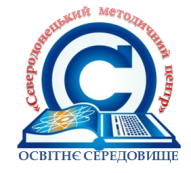 «Сєвєродонецький методичний центр»
С
ОСВІТНЄ СЕРЕДОВИЩЕ